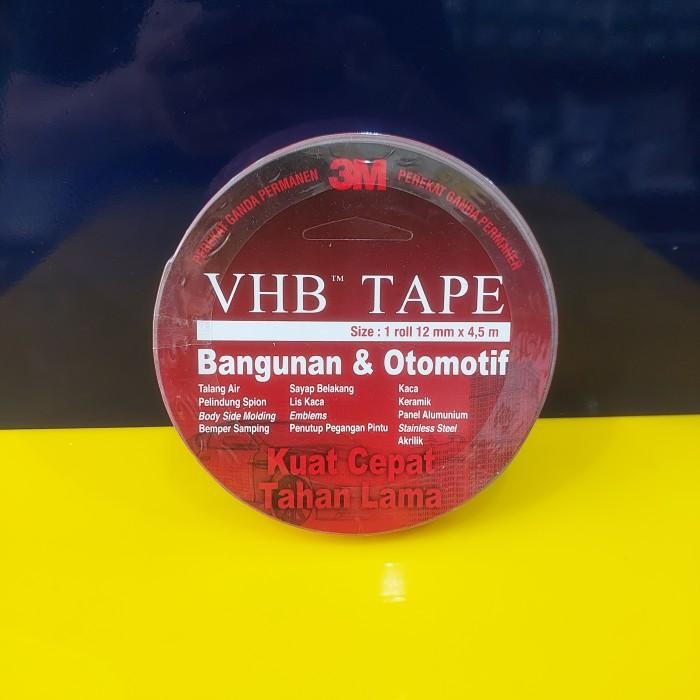 PEREKAT GANDA PERMANEN 3M PEREKAT GANDA PERMANEN
VHB™ TAPE
Size : 1 roll 12 mm x 4,5 m
Bangunan & Otomotif
Talang Air Sayap Belakang Kaca
Pelindung Spion Lis Kaca Keramik
Body Side Molding Emblems Panel Alumunium
Bemper Samping Penutup Pegangan Pintu Stainless Steel
Akrilik
Kuat Cepat
Tahan Lama